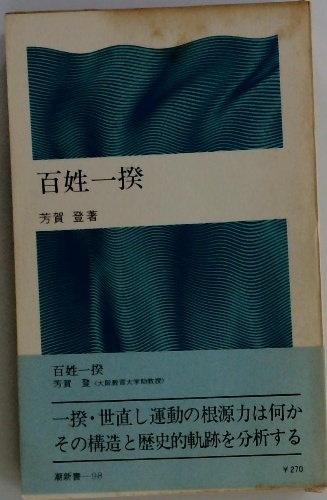 百姓一揆
芳賀 登著
百姓一揆
芳賀 登〈大阪教育大学助教授〉
一揆・世直し運動の根源力は何か
その構造と歴史的軌跡を分析する
潮新書—98
￥270